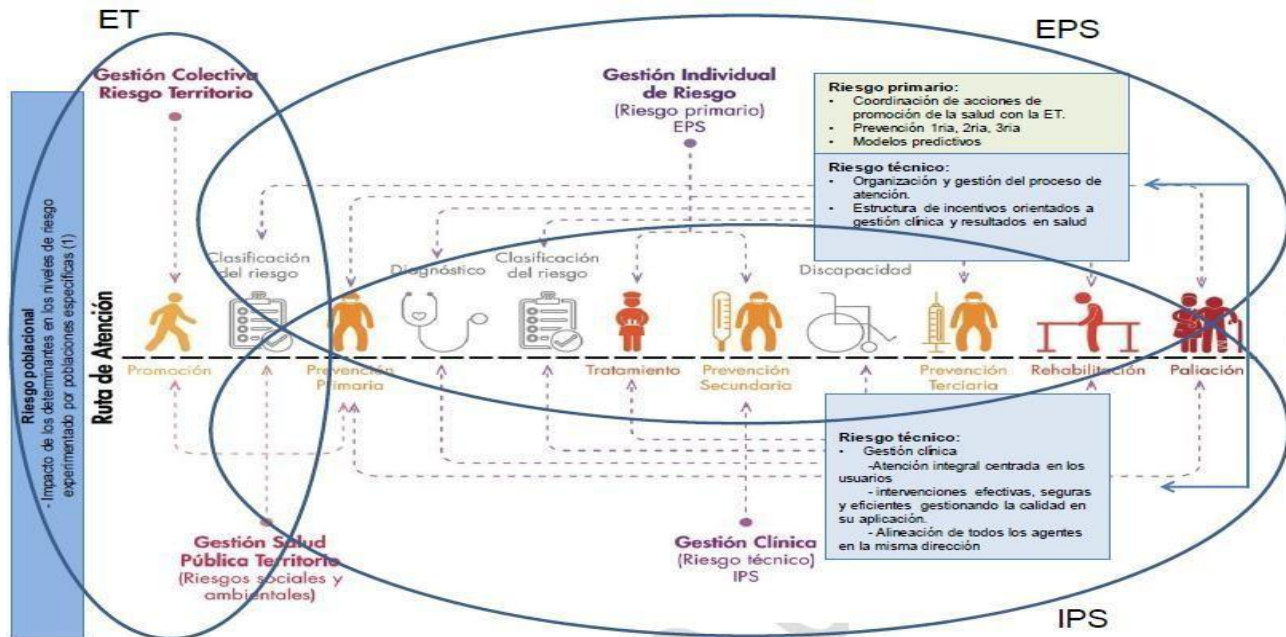 ET
EPS
Gestión Colectiva
Riesgo Territorio
Gestión Individual
de Riesgo
(Riesgo primario)
EPS
Riesgo primario:
• Coordinación de acciones de
promoción de la salud con la ET.
• Prevención 1ria, 2ria, 3ria
• Modelos predictivos
Riesgo técnico:
• Organización y gestión del proceso de
atención.
• Estructura de incentivos orientados a
gestión clínica y resultados en salud
Riesgo poblacional
- Impacto de los determinantes en los niveles de riesgo
experimentado por poblaciones específicas (1)
Ruta de Atención
Clasificación
del riesgo
Diagnóstico
Clasificación
del riesgo
Discapacidad
Promoción
Prevención
Primaria
Tratamiento
Prevención
Secundaria
Prevención
Terciaria
Rehabilitación
Paliación
Riesgo técnico:
• Gestión clínica
-Atención integral centrada en los
usuarios
- intervenciones efectivas, seguras
y eficientes gestionando la calidad en
su aplicación.
-Alineación de todos los agentes
en la misma dirección
Gestión Salud
Pública Territorio
(Riesgos sociales y
ambientales)
Gestión Clínica
(Riesgo técnico)
IPS
IPS